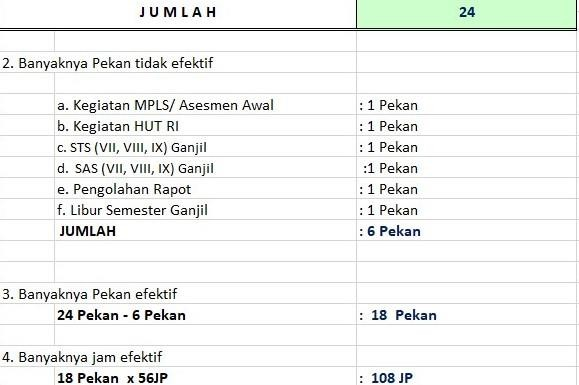 J U M L A H 24
2. Banyaknya Pekan tidak efektif
a. Kegiatan MPLS/ Asesmen Awal : 1 Pekan
b. Kegiatan HUT RI : 1 Pekan
c. STS (VII, VIII, IX) Ganjil : 1 Pekan
d. SAS (VII, VIII, IX) Ganjil :1 Pekan
e. Pengolahan Rapot : 1 Pekan
f. Libur Semester Ganjil : 1 Pekan
JUMLAH : 6 Pekan
3. Banyaknya Pekan efektif
24 Pekan - 6 Pekan : 18 Pekan
4. Banyaknya jam efektif
18 Pekan x 56JP : 108 JP